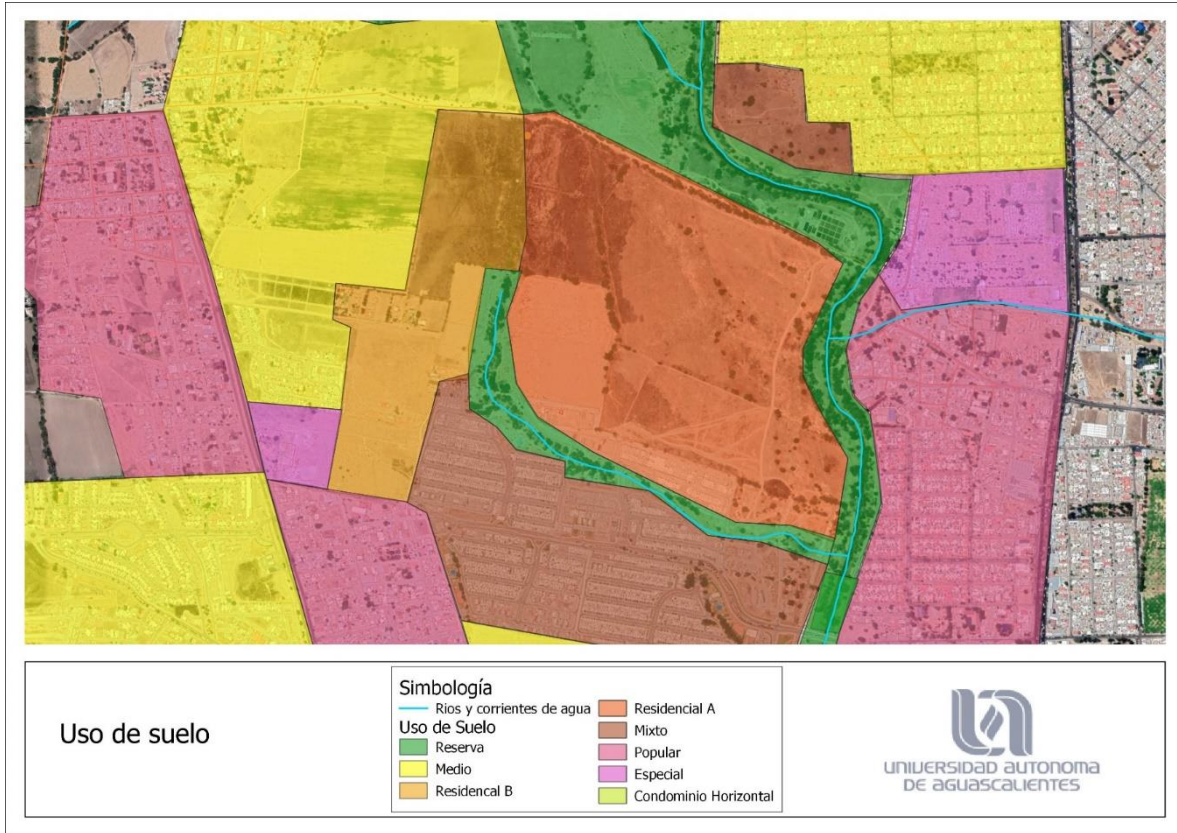 Uso de suelo
Simbología
Rios y corrientes de agua
Uso de Suelo
Reserva
Medio
Residencal B
Residencial A
Mixto
Popular
Especial
Condominio Horizontal
UNIVERSIDAD AUTONOMA
DE AGUASCALIENTES